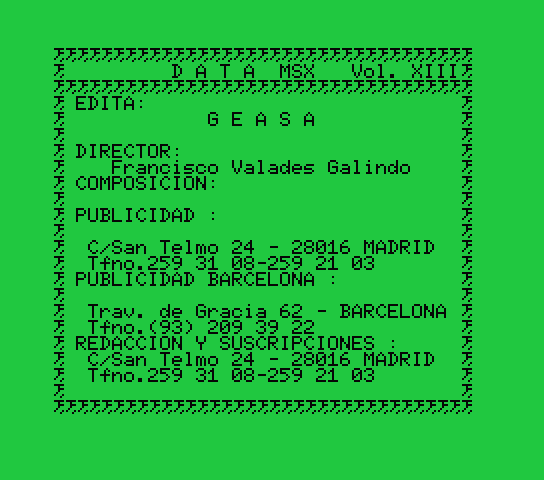 D A T A MSX Vol. XIII
EDITA:
G E A S A
DIRECTOR:
Francisco Valades Galindo
COMPOSICION:
PUBLICIDAD :
C/San Telmo 24 - 28016 MADRID
Tfno.259 31 08-259 21 03
PUBLICIDAD BARCELONA :
Trav. de Gracia 62 - BARCELONA
Tfno.(93) 209 39 22
REDACCION Y SUSCRIPCIONES :
C/San Telmo 24 - 28016 MADRID
Tfno.259 31 08-259 21 03